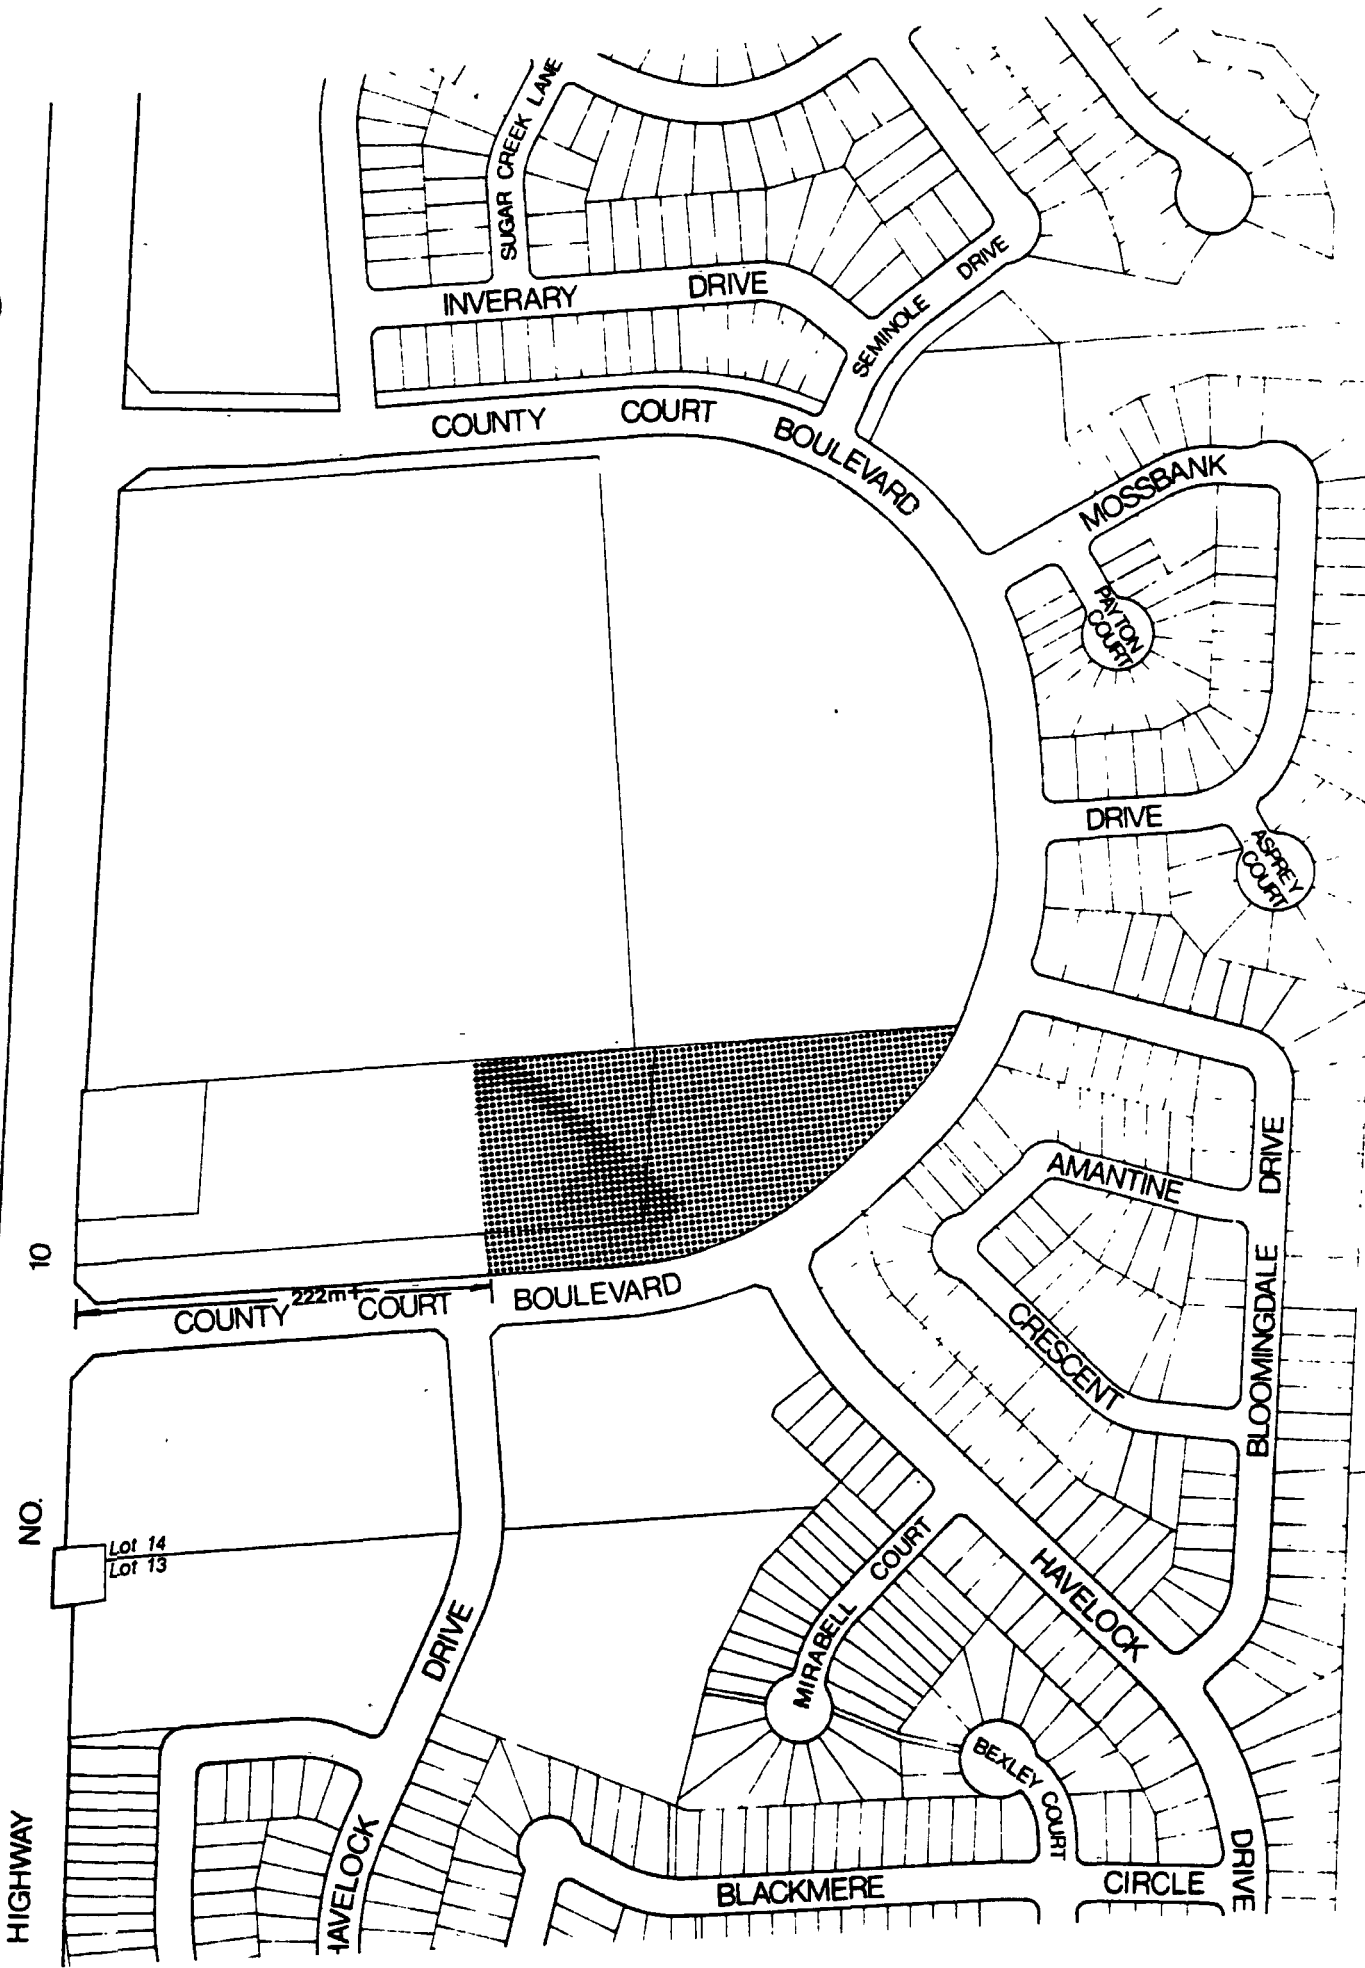 SUGAR CREEK LANE
INVERARY DRIVE
SEMINOLE DRIVE
COUNTY COURT BOULEVARD
MOSSBANK
PAYTON
COURT
DRIVE
ASPREY
COURT
AMANTINE
DRIVE
10
222m±
COUNTY COURT BOULEVARD
CRESCENT
BLOOMINGDALE
NO.
Lot 14
Lot 13
MIRABELL COURT
HAVELOCK
DRIVE
BEXLEY COURT
HIGHWAY
HAVELOCK
BLACKMERE CIRCLE
DRIVE